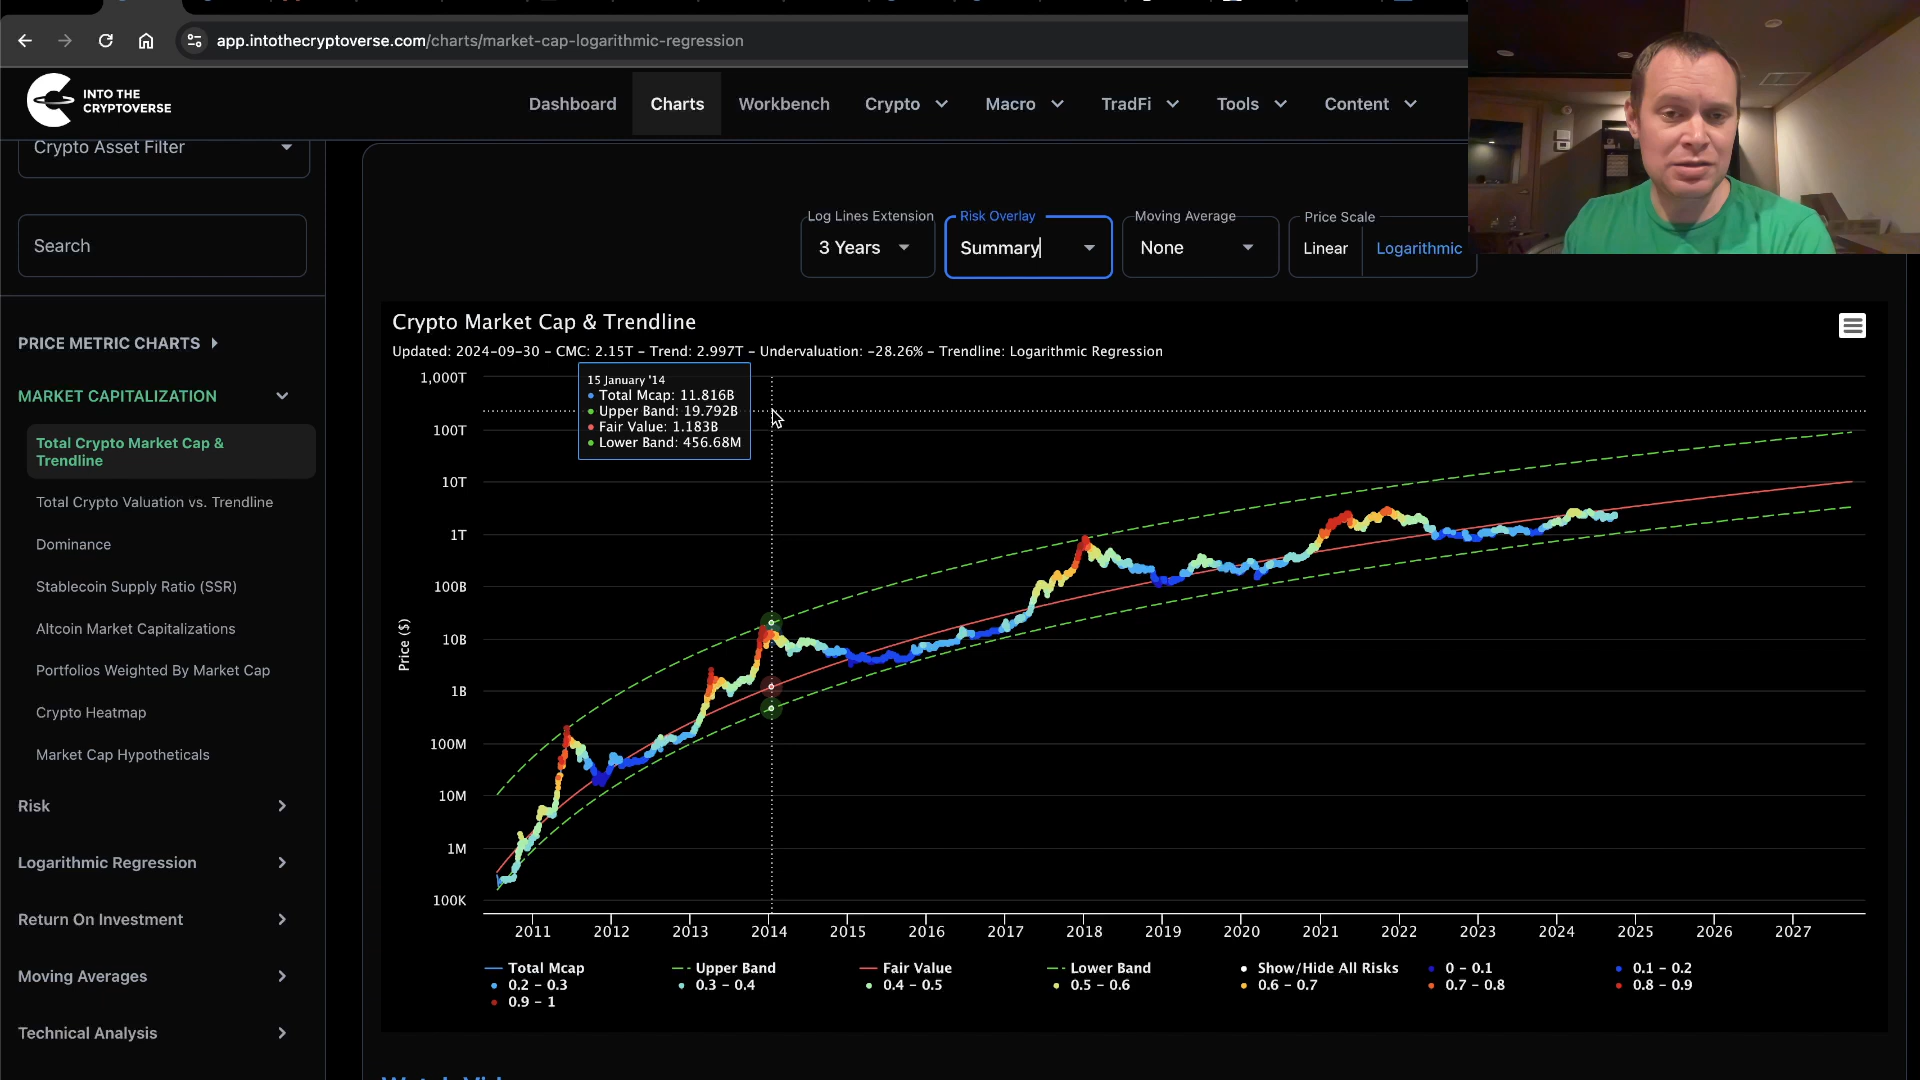 app.intothecryptoverse.com/charts/market-cap-logarithmic-regression
INTO THE
CRYPTOVERSE
Dashboard
Charts
Workbench
Crypto
Macro
TradFi
Tools
Content
Crypto Asset Filter
Search
PRICE METRIC CHARTS
MARKET CAPITALIZATION
Total Crypto Market Cap &
Trendline
Total Crypto Valuation vs. Trendline
Dominance
Stablecoin Supply Ratio (SSR)
Altcoin Market Capitalizations
Portfolios Weighted By Market Cap
Crypto Heatmap
Market Cap Hypotheticals
Risk
Logarithmic Regression
Return On Investment
Moving Averages
Technical Analysis
Log Lines Extension
3 Years
Risk Overlay
Summary
Moving Average
None
Price Scale
Linear
Logarithmic
Crypto Market Cap & Trendline
Updated: 2024-09-30 – CMC: 2.15T – Trend: 2.997T – Undervaluation: -28.26% – Trendline: Logarithmic Regression
15 January '14
Total Mcap: 11.816B
Upper Band: 19.792B
Fair Value: 1.183B
Lower Band: 456.68M
Price ($)
1,000T
100T
10T
1T
100B
10B
1B
100M
10M
1M
100K
2011 2012 2013 2014 2015 2016 2017 2018 2019 2020 2021 2022 2023 2024 2025 2026 2027
Total Mcap Upper Band Fair Value Lower Band Show/Hide All Risks 0 – 0.1 0.1 – 0.2
0.2 – 0.3 0.3 – 0.4 0.4 – 0.5 0.5 – 0.6 0.6 – 0.7 0.7 – 0.8 0.8 – 0.9
0.9 – 1